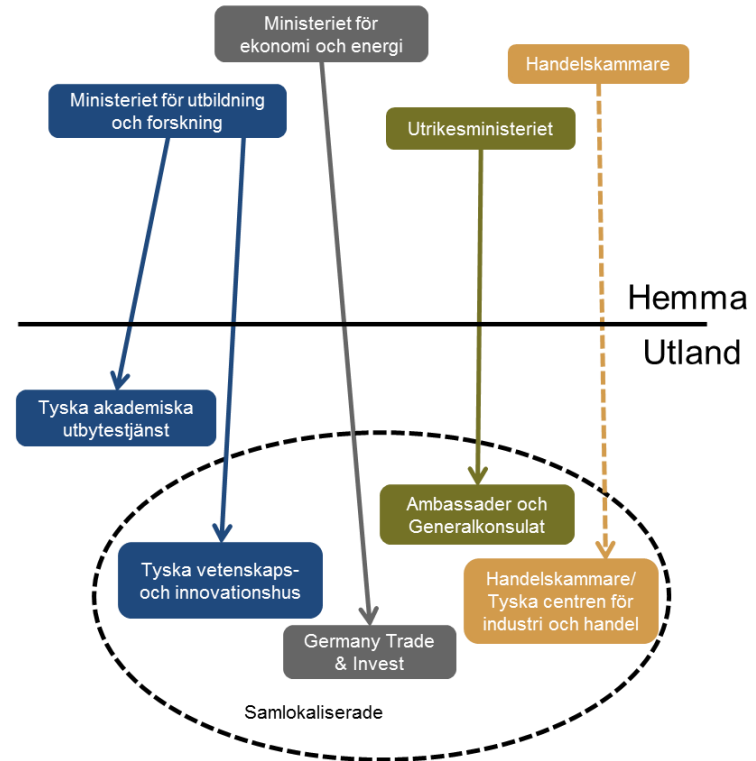 Ministeriet för
ekonomi och energi
Handelskammare
Ministeriet för utbildning
och forskning
Utrikesministeriet
Hemma
Utland
Tyska akademiska
utbytestjänst
Ambassader och
Generalkonsulat
Tyska vetenskaps-
och innovationshus
Handelskammare/
Tyska centren för
industri och handel
Germany Trade
& Invest
Samlokaliserade